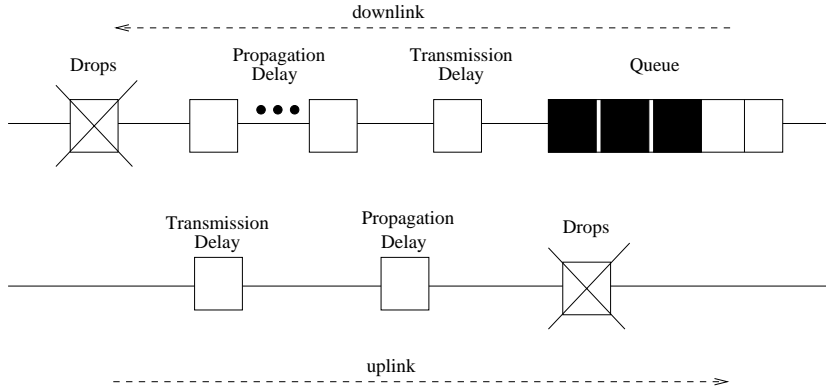 downlink
Drops
Propagation
Delay
Transmission
Delay
Queue
Transmission
Delay
Propagation
Delay
Drops
uplink